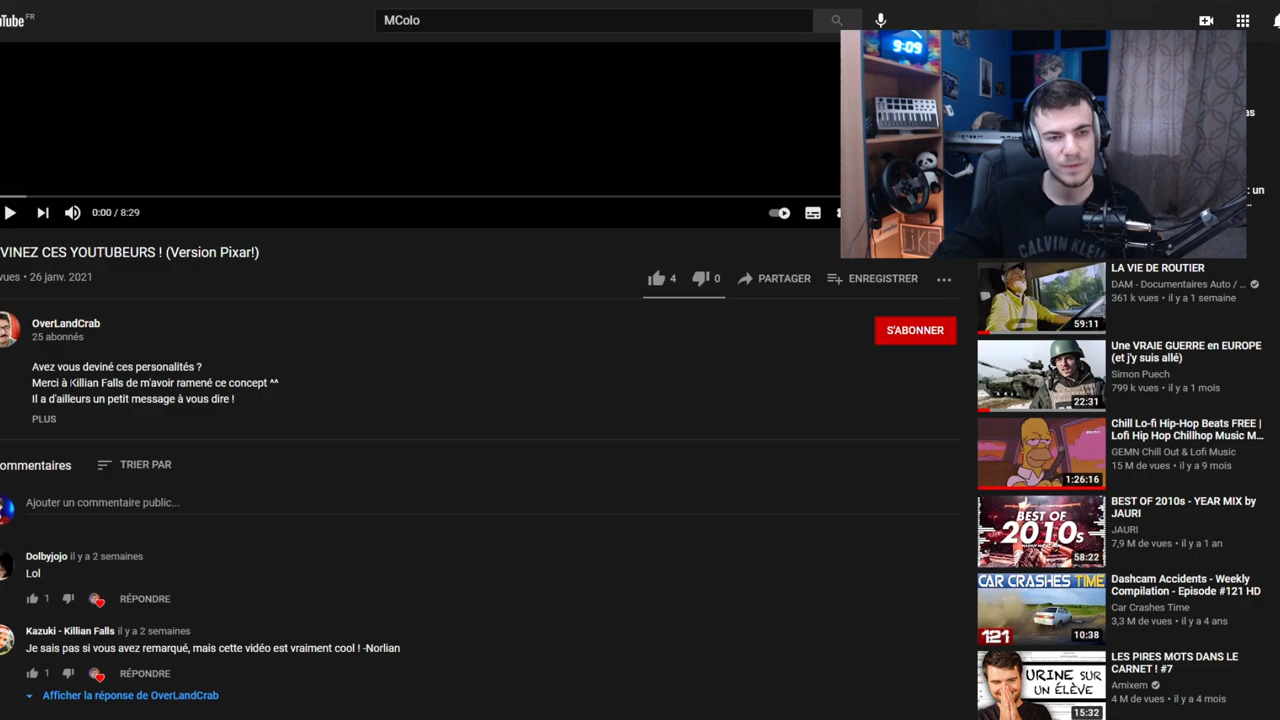 Tube FR
MColo
9:09
LiKE
CALVIN KLEIN
0:00 / 8:29
VINEZ CES YOUTUBEURS ! (Version Pixar!)
vues • 26 janv. 2021
4
0
PARTAGER
ENREGISTRER
OverLandCrab
25 abonnés
S'ABONNER
Avez vous deviné ces personalités ?
Merci à Killian Falls de m'avoir ramené ce concept ^^
Il a d'ailleurs un petit message à vous dire !
PLUS
ommentaires
TRIER PAR
Ajouter un commentaire public...
Dolbyjojo il y a 2 semaines
Lol
1
RÉPONDRE
Kazuki - Killian Falls il y a 2 semaines
Je sais pas si vous avez remarqué, mais cette vidéo est vraiment cool ! -Norlian
1
RÉPONDRE
Afficher la réponse de OverLandCrab
as
un
LA VIE DE ROUTIER
DAM - Documentaires Auto / ...
361 k vues • il y a 1 semaine
59:11
Une VRAIE GUERRE en EUROPE
(et j'y suis allé)
Simon Puech
799 k vues • il y a 1 mois
22:31
Chill Lo-fi Hip-Hop Beats FREE |
Lofi Hip Hop Chillhop Music M...
GEMN Chill Out & Lofi Music
15 M de vues • il y a 9 mois
1:26:16
BEST OF 2010s - YEAR MIX by
JAURI
JAURI
7,9 M de vues • il y a 1 an
BEST OF
2010s
58:22
Dashcam Accidents - Weekly
Compilation - Episode #121 HD
Car Crashes Time
3,3 M de vues • il y a 4 ans
CAR CRASHES TIME
121
10:38
LES PIRES MOTS DANS LE
CARNET ! #7
Amixem
4 M de vues • il y a 4 mois
URINE SUR
UN ÉLÈVE
15:32